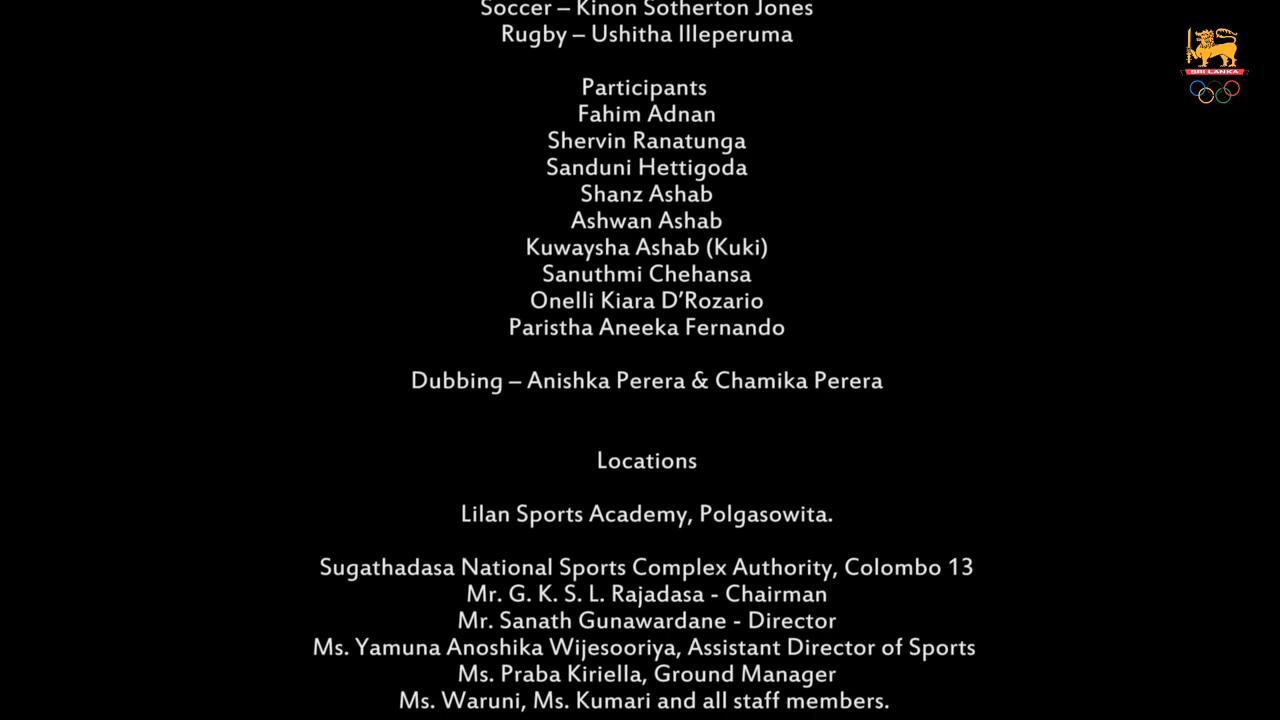 Soccer – Kinon Sotherton Jones
Rugby – Ushitha Illeperuma
SRI LANKA
Participants
Fahim Adnan
Shervin Ranatunga
Sanduni Hettigoda
Shanz Ashab
Ashwan Ashab
Kuwaysha Ashab (Kuki)
Sanuthmi Chehansa
Onelli Kiara D’Rozario
Paristha Aneeka Fernando
Dubbing – Anishka Perera & Chamika Perera
Locations
Lilan Sports Academy, Polgasowita.
Sugathadasa National Sports Complex Authority, Colombo 13
Mr. G. K. S. L. Rajadasa - Chairman
Mr. Sanath Gunawardane - Director
Ms. Yamuna Anoshika Wijesooriya, Assistant Director of Sports
Ms. Praba Kiriella, Ground Manager
Ms. Waruni, Ms. Kumari and all staff members.